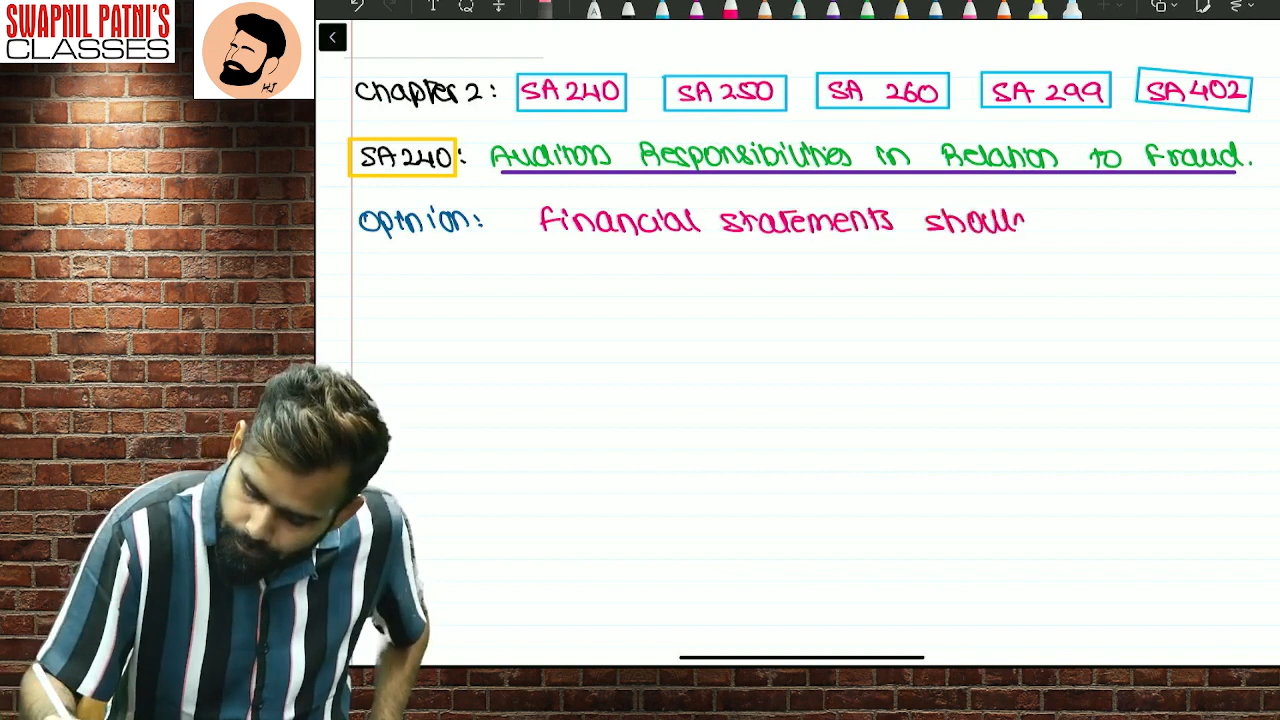 SWAPNIL PATNI'S
CLASSES
Chapter 2: SA 240 SA 250 SA 260 SA 299 SA 402
SA 240: Auditors Responsibilities in Relation to Fraud.
Opinion: Financial statements